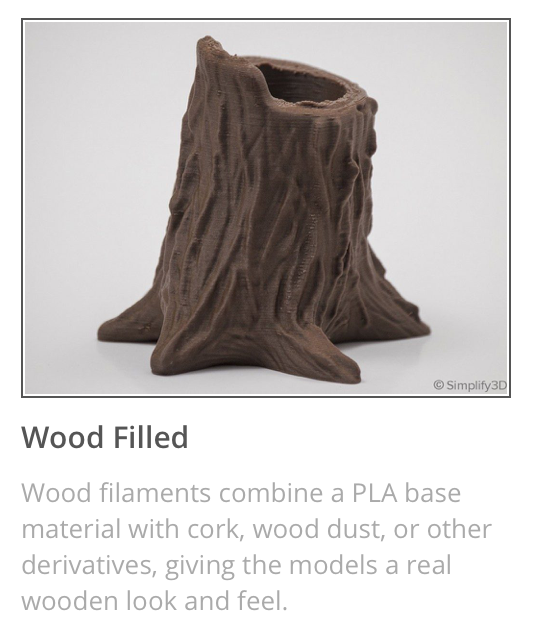 © Simplify3D
Wood Filled
Wood filaments combine a PLA base
material with cork, wood dust, or other
derivatives, giving the models a real
wooden look and feel.